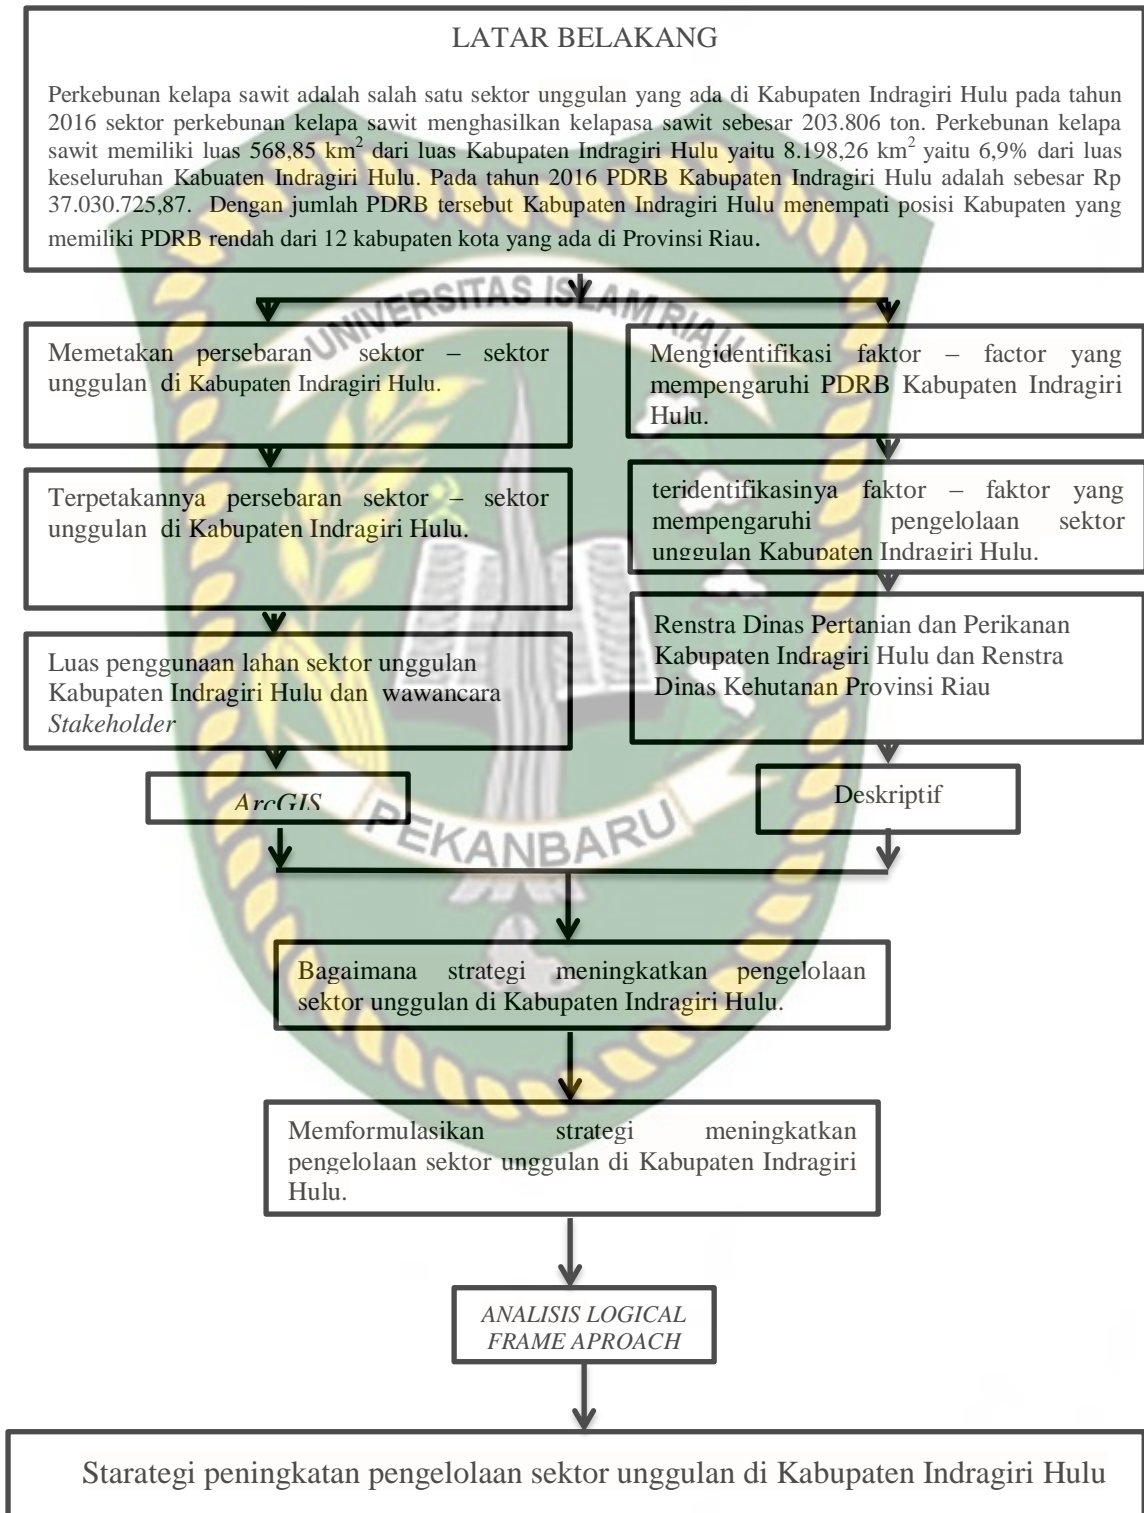 LATAR BELAKANG
Perkebunan kelapa sawit adalah salah satu sektor unggulan yang ada di Kabupaten Indragiri Hulu pada tahun
2016 sektor perkebunan kelapa sawit menghasilkan kelapasa sawit sebesar 203.806 ton. Perkebunan kelapa
sawit memiliki luas 568,85 km² dari luas Kabupaten Indragiri Hulu yaitu 8.198,26 km² yaitu 6,9% dari luas
keseluruhan Kabuaten Indragiri Hulu. Pada tahun 2016 PDRB Kabupaten Indragiri Hulu adalah sebesar Rp
37.030.725,87. Dengan jumlah PDRB tersebut Kabupaten Indragiri Hulu menempati posisi Kabupaten yang
memiliki PDRB rendah dari 12 kabupaten kota yang ada di Provinsi Riau.
UNIVERSITAS ISLAM RIAU
Memetakan persebaran sektor – sektor
unggulan di Kabupaten Indragiri Hulu.
Mengidentifikasi faktor – factor yang
mempengaruhi PDRB Kabupaten Indragiri
Hulu.
Terpetakannya persebaran sektor – sektor
unggulan di Kabupaten Indragiri Hulu.
teridentifikasinya faktor – faktor yang
mempengaruhi pengelolaan sektor
unggulan Kabupaten Indragiri Hulu.
Luas penggunaan lahan sektor unggulan
Kabupaten Indragiri Hulu dan wawancara
Stakeholder
Renstra Dinas Pertanian dan Perikanan
Kabupaten Indragiri Hulu dan Renstra
Dinas Kehutanan Provinsi Riau
ArcGIS
Deskriptif
PEKANBARU
Bagaimana strategi meningkatkan pengelolaan
sektor unggulan di Kabupaten Indragiri Hulu.
Memformulasikan strategi meningkatkan
pengelolaan sektor unggulan di Kabupaten Indragiri
Hulu.
ANALISIS LOGICAL
FRAME APROACH
Starategi peningkatan pengelolaan sektor unggulan di Kabupaten Indragiri Hulu